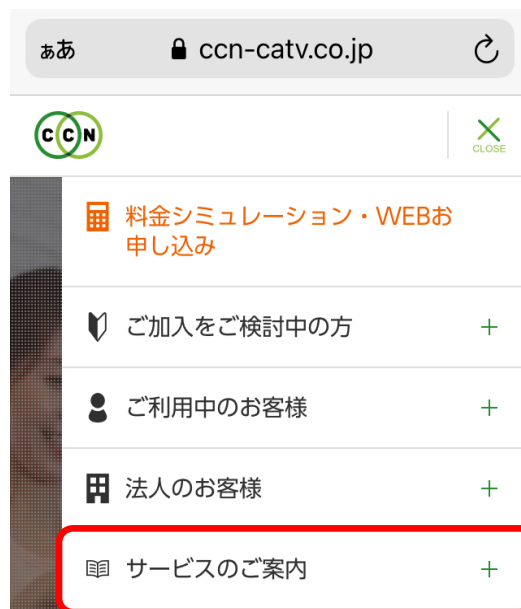 ぁあ ccn-catv.co.jp
CCN
CLOSE
料金シミュレーション・WEBお
申し込み
ご加入をご検討中の方 +
ご利用中のお客様 +
法人のお客様 +
サービスのご案内 +